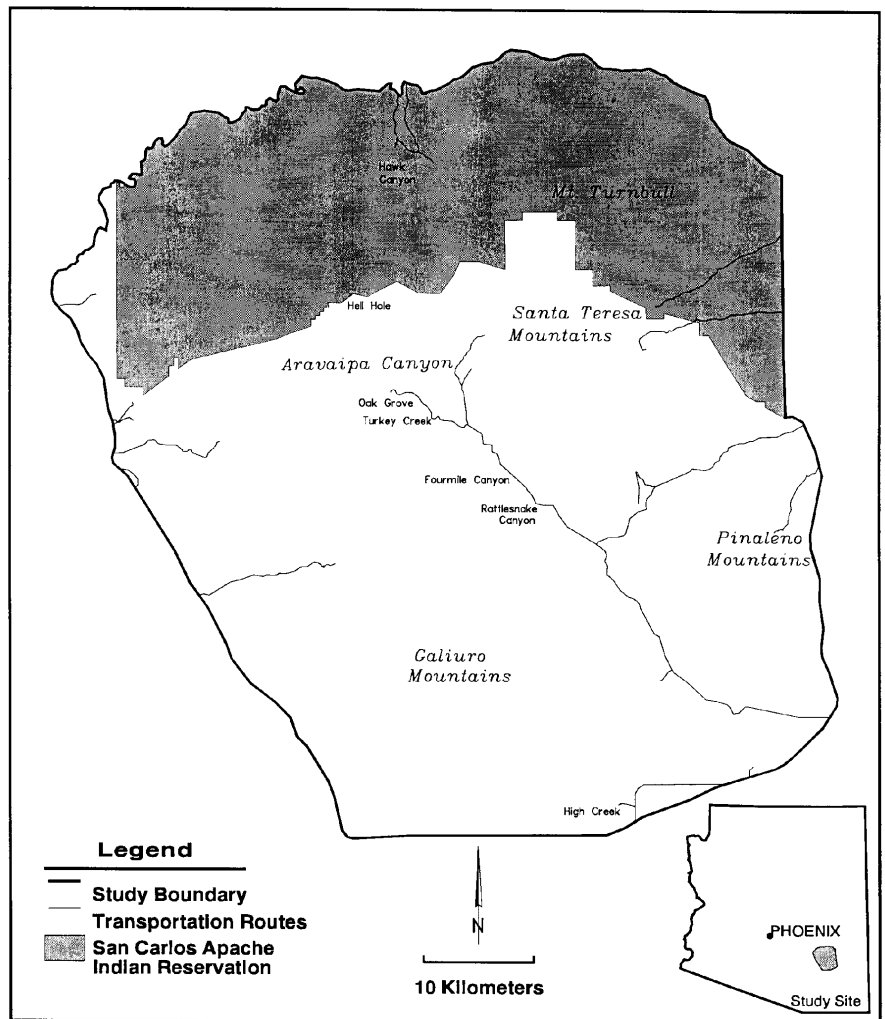 Hawk
Canyon
Mt. Turnbull
Hell Hole
Santa Teresa
Mountains
Aravaipa Canyon
Oak Grove
Turkey Creek
Fourmile Canyon
Rattlesnake
Canyon
Pinaleno
Mountains
Galiuro
Mountains
High Creek
Legend
Study Boundary
Transportation Routes
San Carlos Apache
Indian Reservation
N
10 Kilometers
PHOENIX
Study Site